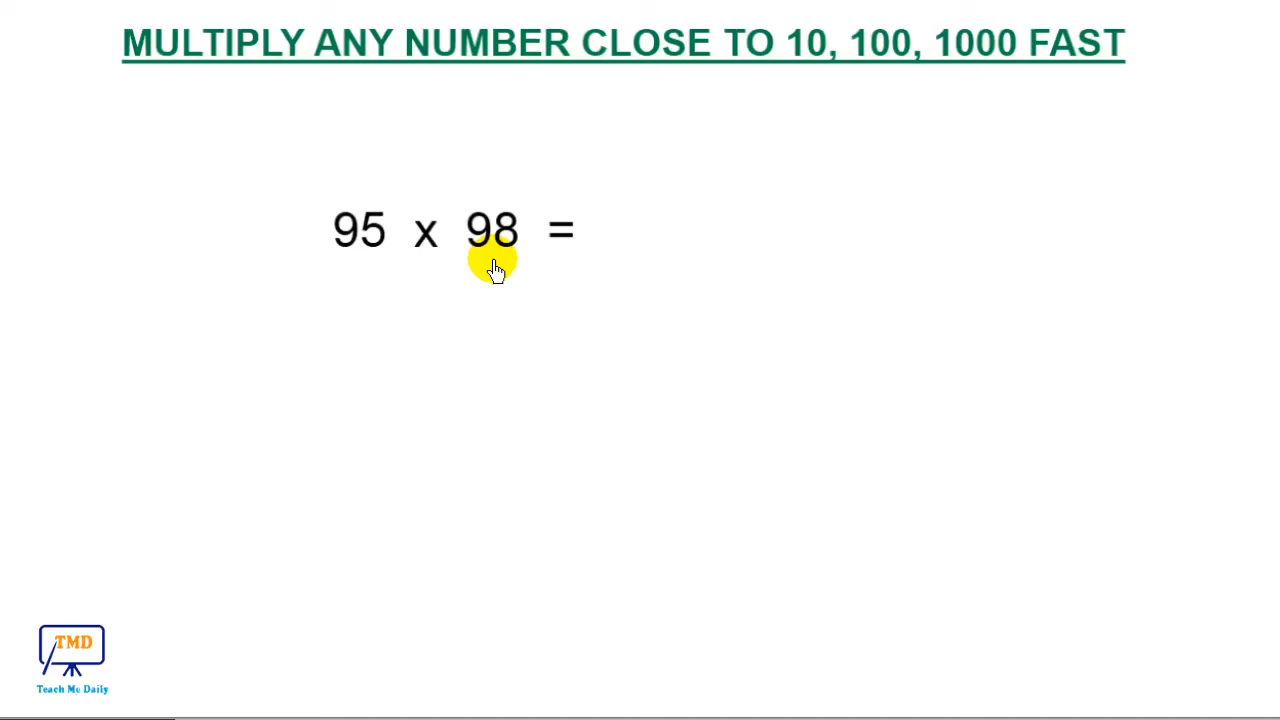 MULTIPLY ANY NUMBER CLOSE TO 10, 100, 1000 FAST
95 x 98 =
TMD
Teach Me Daily